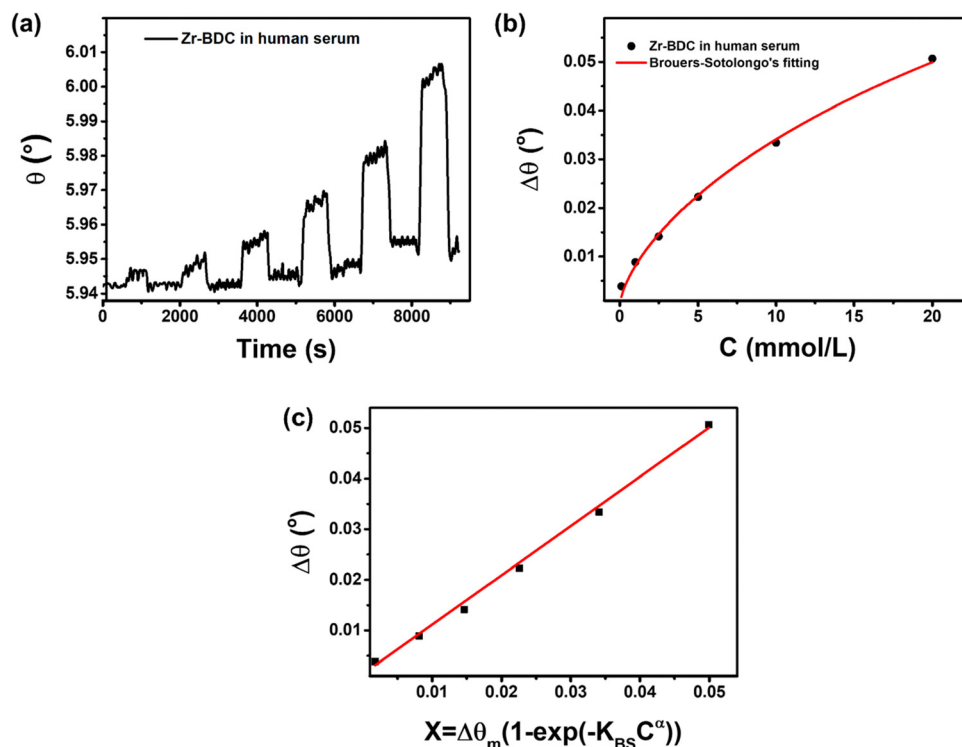 (a)
Zr-BDC in human serum
6.01
6.00
5.99
5.98
5.97
5.96
5.95
5.94
θ (°)
0 2000 4000 6000 8000
Time (s)
(b)
Zr-BDC in human serum
Brouers-Sotolongo's fitting
0.05
0.04
0.03
0.02
0.01
Δθ (°)
0 5 10 15 20
C (mmol/L)
(c)
0.05
0.04
0.03
0.02
0.01
Δθ (°)
0.01 0.02 0.03 0.04 0.05
X=Δθₘ(1-exp(-K_BSC^α))